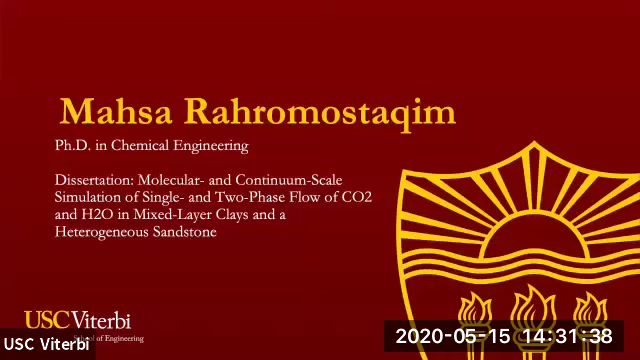 Mahsa Rahromostaqim
Ph.D. in Chemical Engineering
Dissertation: Molecular- and Continuum-Scale
Simulation of Single- and Two-Phase Flow of CO2
and H2O in Mixed-Layer Clays and a
Heterogeneous Sandstone
USC Viterbi
School of Engineering
USC Viterbi
2020-05-15 14:31:38